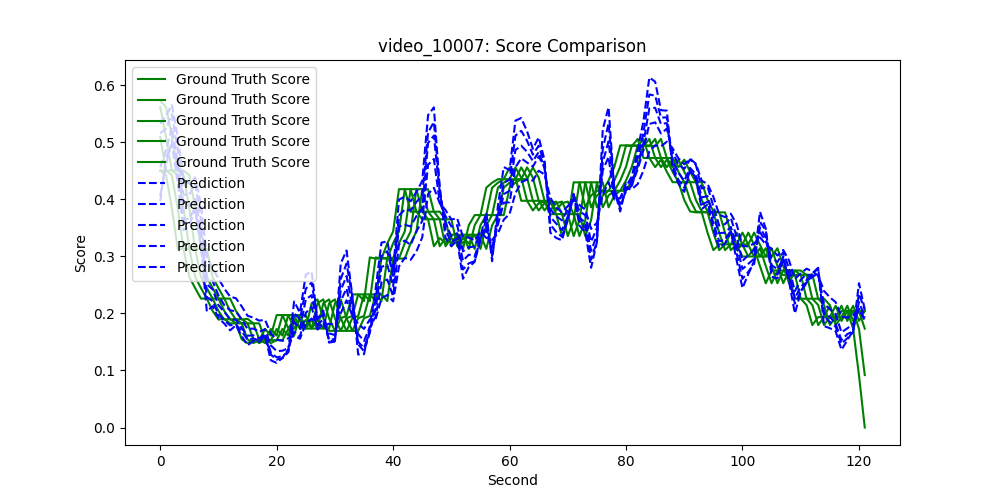 video_10007: Score Comparison
Ground Truth Score
Ground Truth Score
Ground Truth Score
Ground Truth Score
Ground Truth Score
Prediction
Prediction
Prediction
Prediction
Prediction
Score
0.6
0.5
0.4
0.3
0.2
0.1
0.0
0 20 40 60 80 100 120
Second